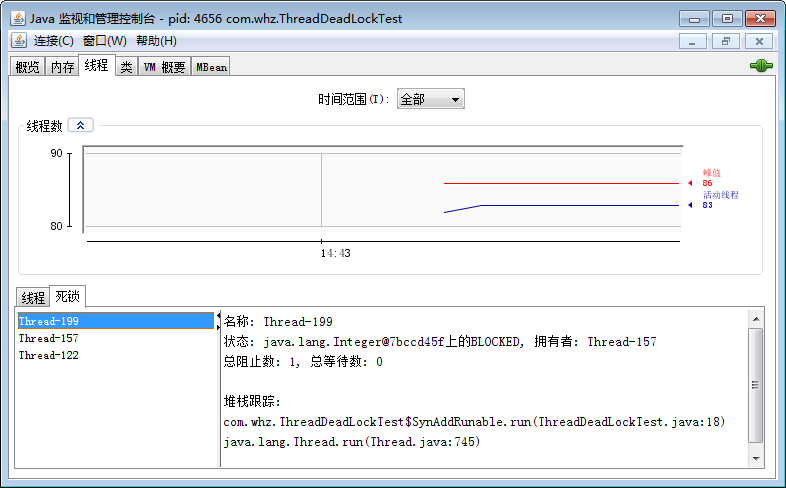 Java 监视和管理控制台 - pid: 4656 com.whz.ThreadDeadLockTest
连接(C) 窗口(W) 帮助(H)
概览 内存 线程 类 VM 概要 MBean
时间范围(T): 全部
线程数
90
80
14:43
峰值
86
活动线程
83
线程 死锁
Thread-199
Thread-157
Thread-122
名称: Thread-199
状态: java.lang.Integer@7bccd45f上的BLOCKED, 拥有者: Thread-157
总阻止数: 1, 总等待数: 0
堆栈跟踪:
com.whz.ThreadDeadLockTest$SynAddRunable.run(ThreadDeadLockTest.java:18)
java.lang.Thread.run(Thread.java:745)